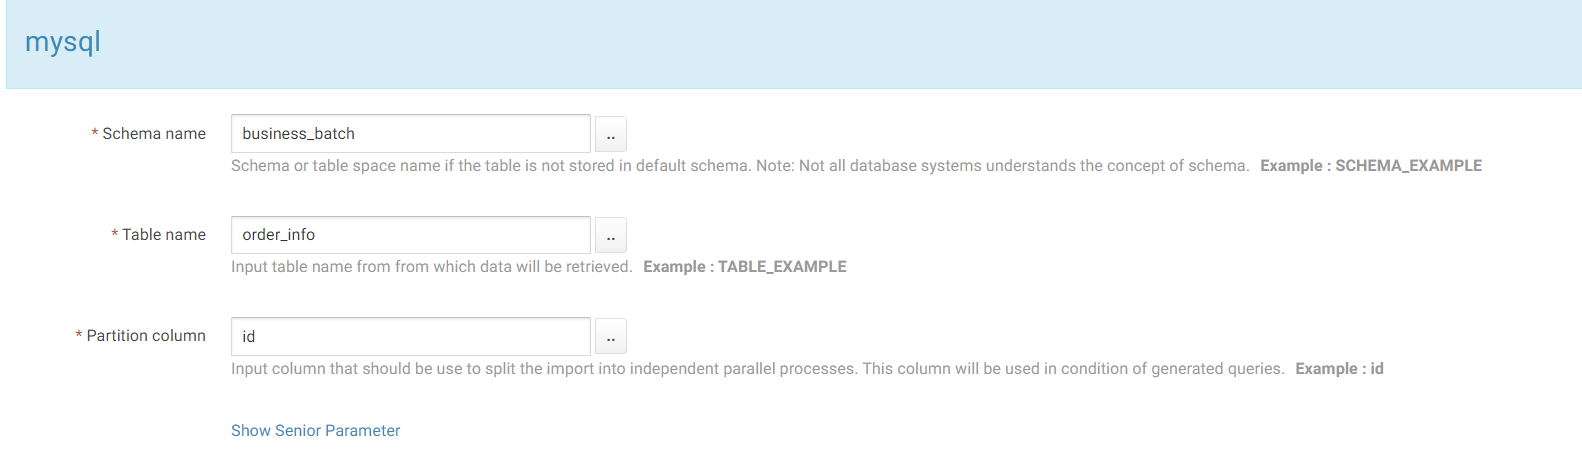 mysql
* Schema name business_batch ..
Schema or table space name if the table is not stored in default schema. Note: Not all database systems understands the concept of schema. Example : SCHEMA_EXAMPLE
* Table name order_info ..
Input table name from from which data will be retrieved. Example : TABLE_EXAMPLE
* Partition column id ..
Input column that should be use to split the import into independent parallel processes. This column will be used in condition of generated queries. Example : id
Show Senior Parameter